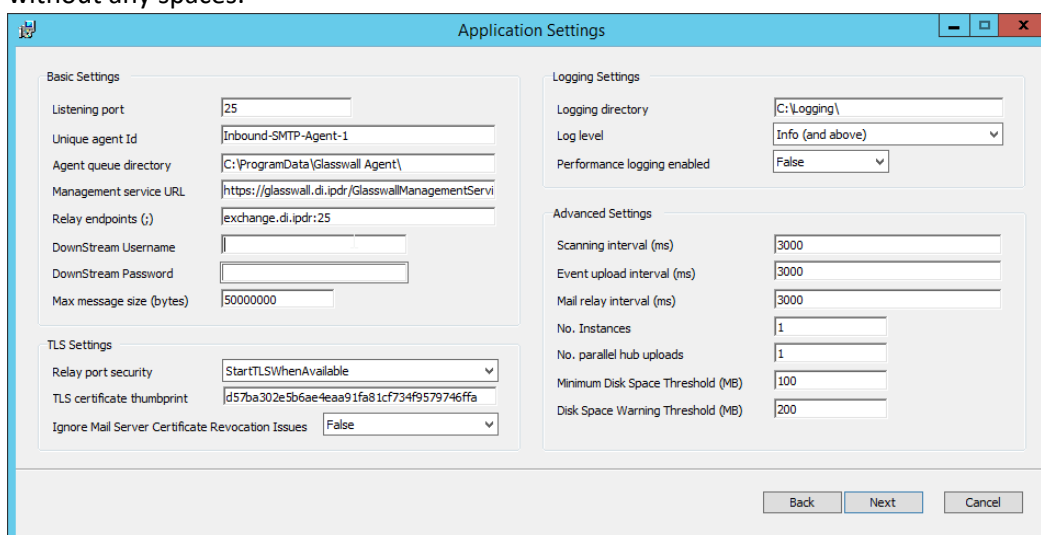 without any spaces.
Application Settings
Basic Settings
Listening port 25
Unique agent Id Inbound-SMTP-Agent-1
Agent queue directory C:\ProgramData\Glasswall Agent\
Management service URL https://glasswall.di.ipdr/GlasswallManagementServi
Relay endpoints (;) exchange.di.ipdr:25
DownStream Username
DownStream Password
Max message size (bytes) 50000000
TLS Settings
Relay port security StartTLSWhenAvailable
TLS certificate thumbprint d57ba302e5b6ae4eaa91fa81cf734f9579746ffa
Ignore Mail Server Certificate Revocation Issues False
Logging Settings
Logging directory C:\Logging\
Log level Info (and above)
Performance logging enabled False
Advanced Settings
Scanning interval (ms) 3000
Event upload interval (ms) 3000
Mail relay interval (ms) 3000
No. Instances 1
No. parallel hub uploads 1
Minimum Disk Space Threshold (MB) 100
Disk Space Warning Threshold (MB) 200
Back Next Cancel